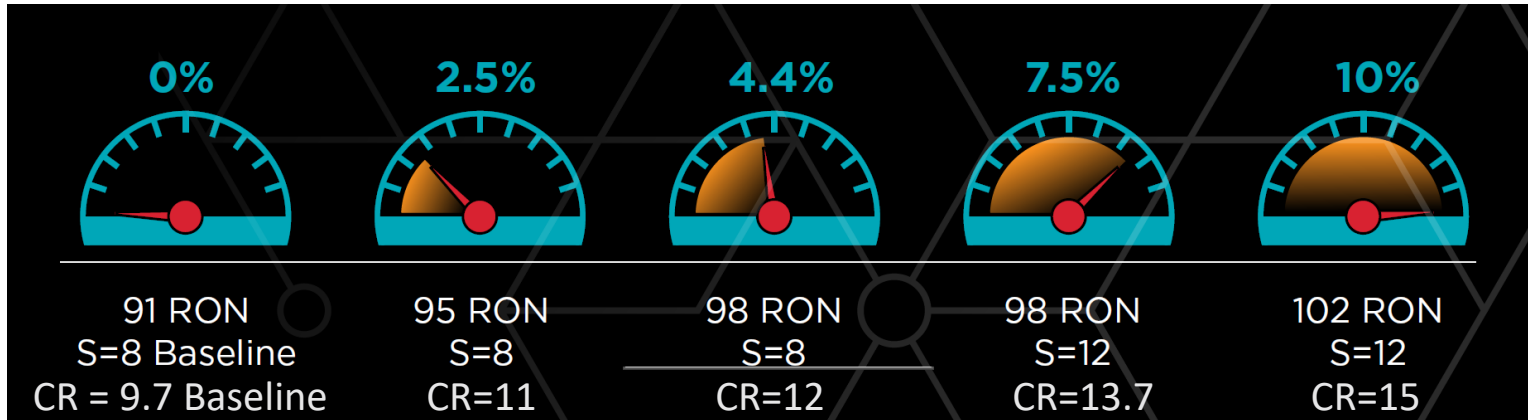 0% 2.5% 4.4% 7.5% 10%
91 RON 95 RON 98 RON 98 RON 102 RON
S=8 Baseline S=8 S=8 S=12 S=12
CR = 9.7 Baseline CR=11 CR=12 CR=13.7 CR=15